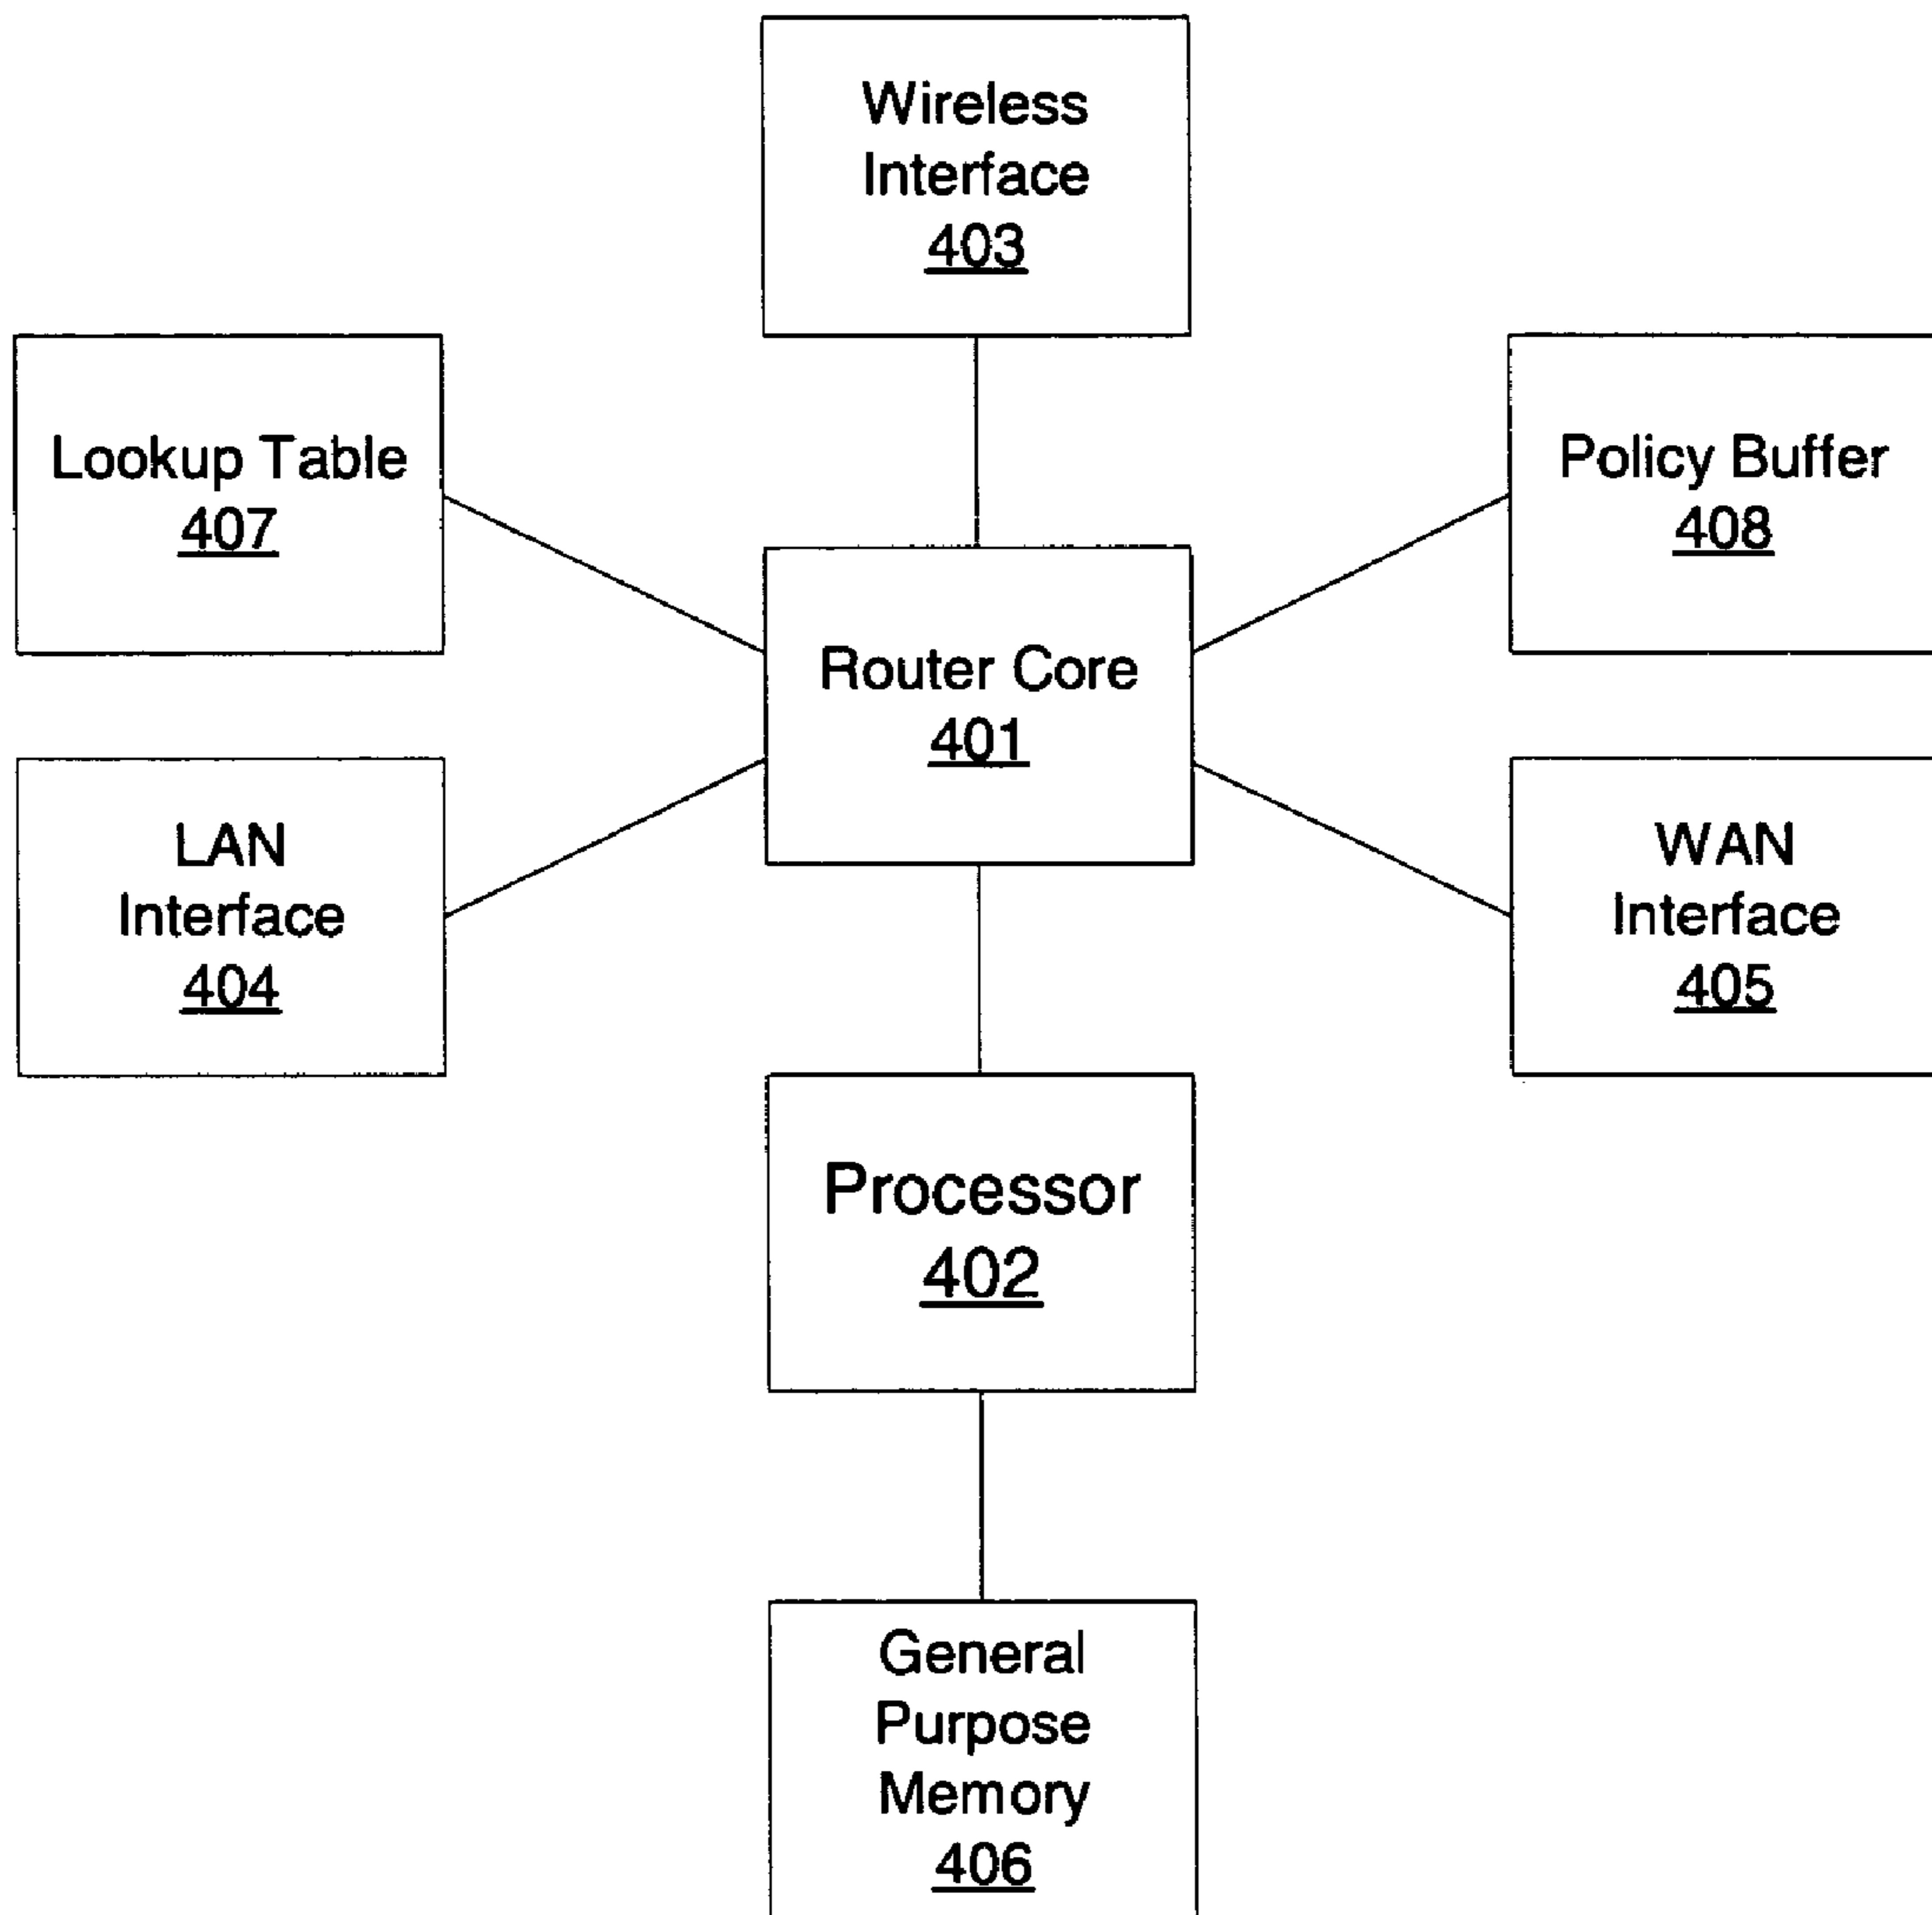 Wireless
Interface
403
Lookup Table
407
Policy Buffer
408
Router Core
401
LAN
Interface
404
WAN
Interface
405
Processor
402
General
Purpose
Memory
406